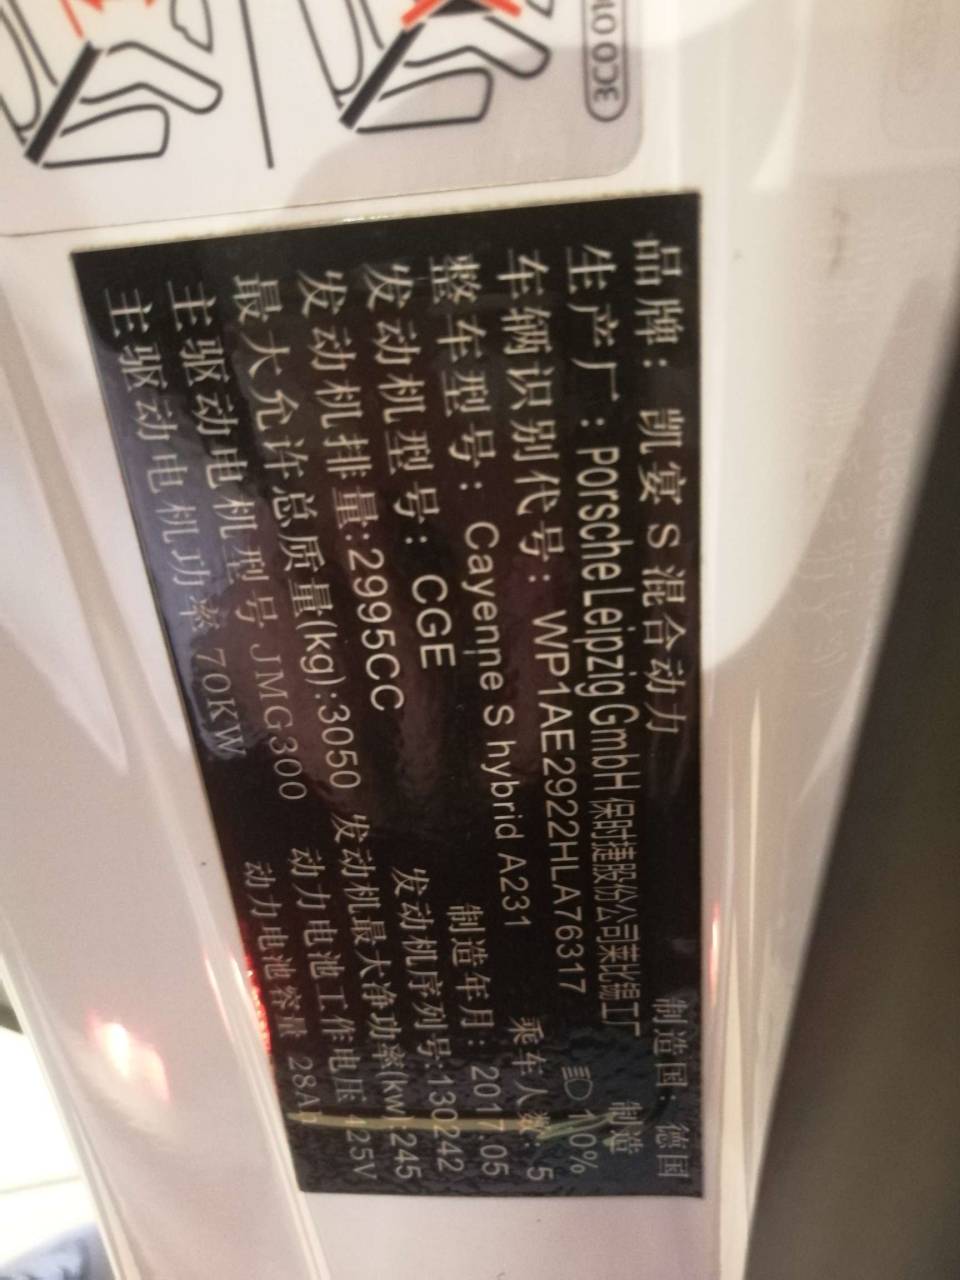 品牌： 凯宴 S 混合动力 制造国：德国
生产厂：Porsche Leipzig GmbH 保时捷股份公司莱比锡工厂 制造
车辆识别代号：WP1AE2922HLA76317 1.0%
整车型号：Cayenne S hybrid A231 乘车人数：5
发动机型号：CGE 制造年月：2017.05
发动机排量:2995CC 发动机序列号:130242
最大允许总质量(kg):3050 发动机最大净功率(kw):245
主驱动电机型号 JMG300 动力电池工作电压 425V
主驱动电机功率 70KW 动力电池容量 28Ah